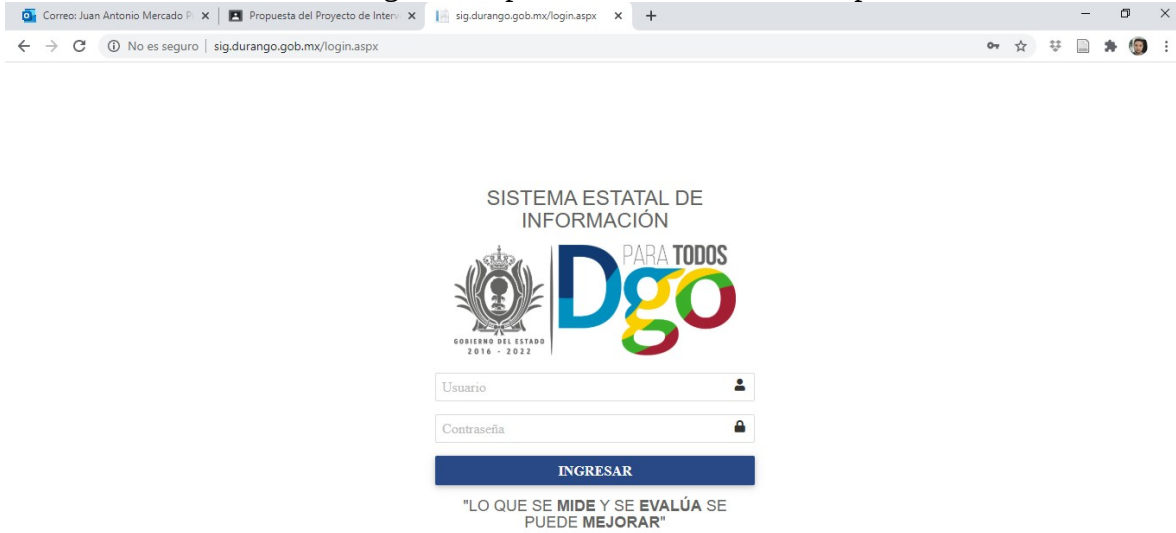 Correo: Juan Antonio Mercado P
Propuesta del Proyecto de Interv
sig.durango.gob.mx/login.aspx
No es seguro | sig.durango.gob.mx/login.aspx
SISTEMA ESTATAL DE
INFORMACIÓN
PARA TODOS
Dgo
GOBIERNO DEL ESTADO
2016 - 2022
Usuario
Contraseña
INGRESAR
"LO QUE SE MIDE Y SE EVALÚA SE
PUEDE MEJORAR"